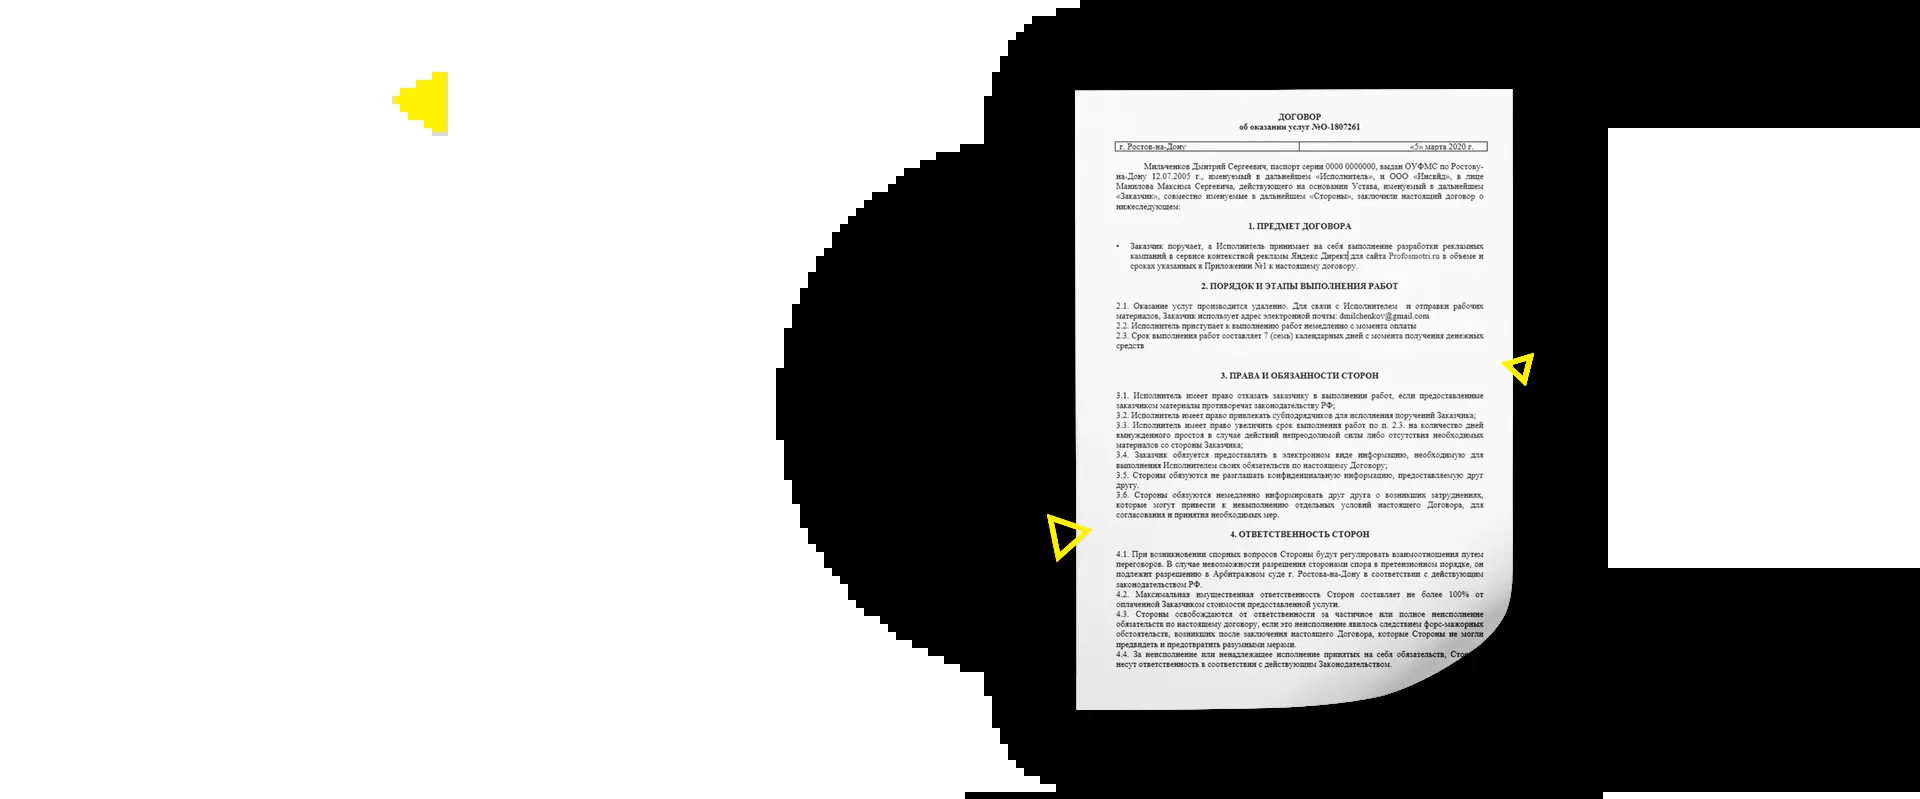 ДОГОВОР
об оказании услуг №О-1807261
г. Ростов-на-Дону «5» марта 2020 г.
Мильченков Дмитрий Сергеевич, паспорт серии 0000 0000000, выдан ОУФМС по Ростову-
на-Дону 12.07.2005 г., именуемый в дальнейшем «Исполнитель», и ООО «Инсайд», в лице
Манилова Максима Сергевича, действующего на основании Устава, именуемый в дальнейшем
«Заказчик», совместно именуемые в дальнейшем «Стороны», заключили настоящий договор о
нижеследующем:
1. ПРЕДМЕТ ДОГОВОРА
• Заказчик поручает, а Исполнитель принимает на себя выполнение разработки рекламных
кампаний в сервисе контекстной рекламы Яндекс Директ для сайта Profosmotri.ru в объеме и
сроках указанных в Приложении №1 к настоящему договору.
2. ПОРЯДОК И ЭТАПЫ ВЫПОЛНЕНИЯ РАБОТ
2.1. Оказание услуг производится удаленно. Для связи с Исполнителем и отправки рабочих
материалов, Заказчик использует адрес электронной почты: dmilchenkov@gmail.com
2.2. Исполнитель приступает к выполнению работ немедленно с момента оплаты
2.3. Срок выполнения работ составляет 7 (семь) календарных дней с момента получения денежных
средств
3. ПРАВА И ОБЯЗАННОСТИ СТОРОН
3.1. Исполнитель имеет право отказать заказчику в выполнении работ, если предоставленные
заказчиком материалы противоречат законодательству РФ;
3.2. Исполнитель имеет право привлекать субподрядчиков для исполнения поручений Заказчика;
3.3. Исполнитель имеет право увеличить срок выполнения работ по п. 2.3. на количество дней
вынужденного простоя в случае действий непреодолимой силы либо отсутствия необходимых
материалов со стороны Заказчика;
3.4. Заказчик обязуется предоставлять в электронном виде информацию, необходимую для
выполнения Исполнителем своих обязательств по настоящему Договору;
3.5. Стороны обязуются не разглашать конфиденциальную информацию, предоставляемую друг
другу.
3.6. Стороны обязуются немедленно информировать друг друга о возникших затруднениях,
которые могут привести к невыполнению отдельных условий настоящего Договора, для
согласования и принятия необходимых мер.
4. ОТВЕТСТВЕННОСТЬ СТОРОН
4.1. При возникновении спорных вопросов Стороны будут регулировать взаимоотношения путем
переговоров. В случае невозможности разрешения сторонами спора в претензионном порядке, он
подлежит разрешению в Арбитражном суде г. Ростова-на-Дону в соответствии с действующим
законодательством РФ.
4.2. Максимальная имущественная ответственность Сторон составляет не более 100% от
оплаченной Заказчиком стоимости предоставленной услуги.
4.3. Стороны освобождаются от ответственности за частичное или полное неисполнение
обязательств по настоящему договору, если это неисполнение явилось следствием форс-мажорных
обстоятельств, возникших после заключения настоящего Договора, которые Стороны не могли
предвидеть и предотвратить разумными мерами.
4.4. За неисполнение или ненадлежащее исполнение принятых на себя обязательств,
несут ответственность в соответствии с действующим Законодательством.